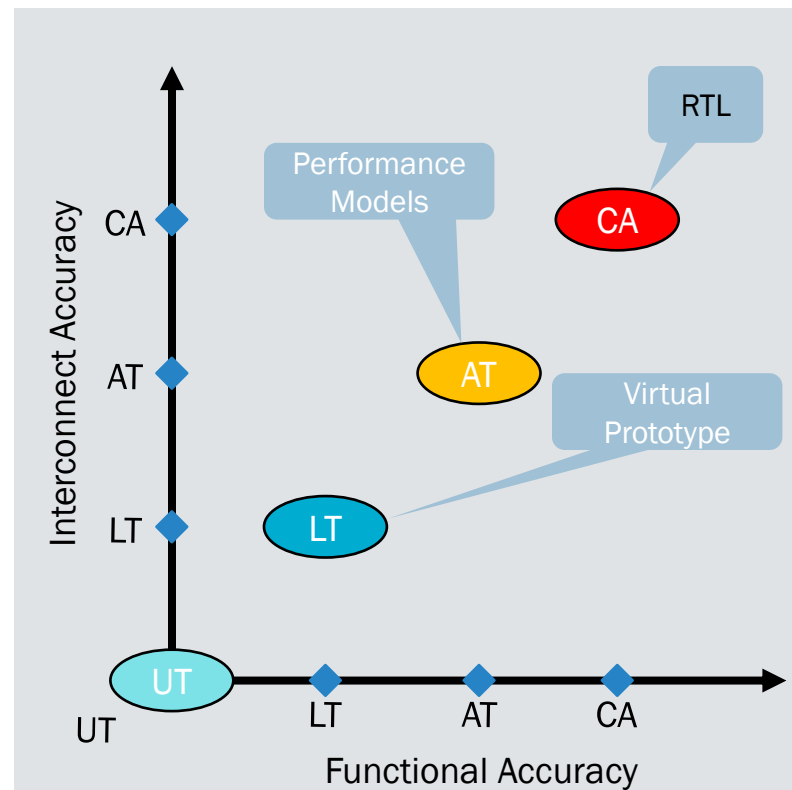 RTL
Performance
Models
CA
CA
Interconnect Accuracy
AT
AT
Virtual
Prototype
LT
LT
UT
UT
LT
AT
CA
Functional Accuracy